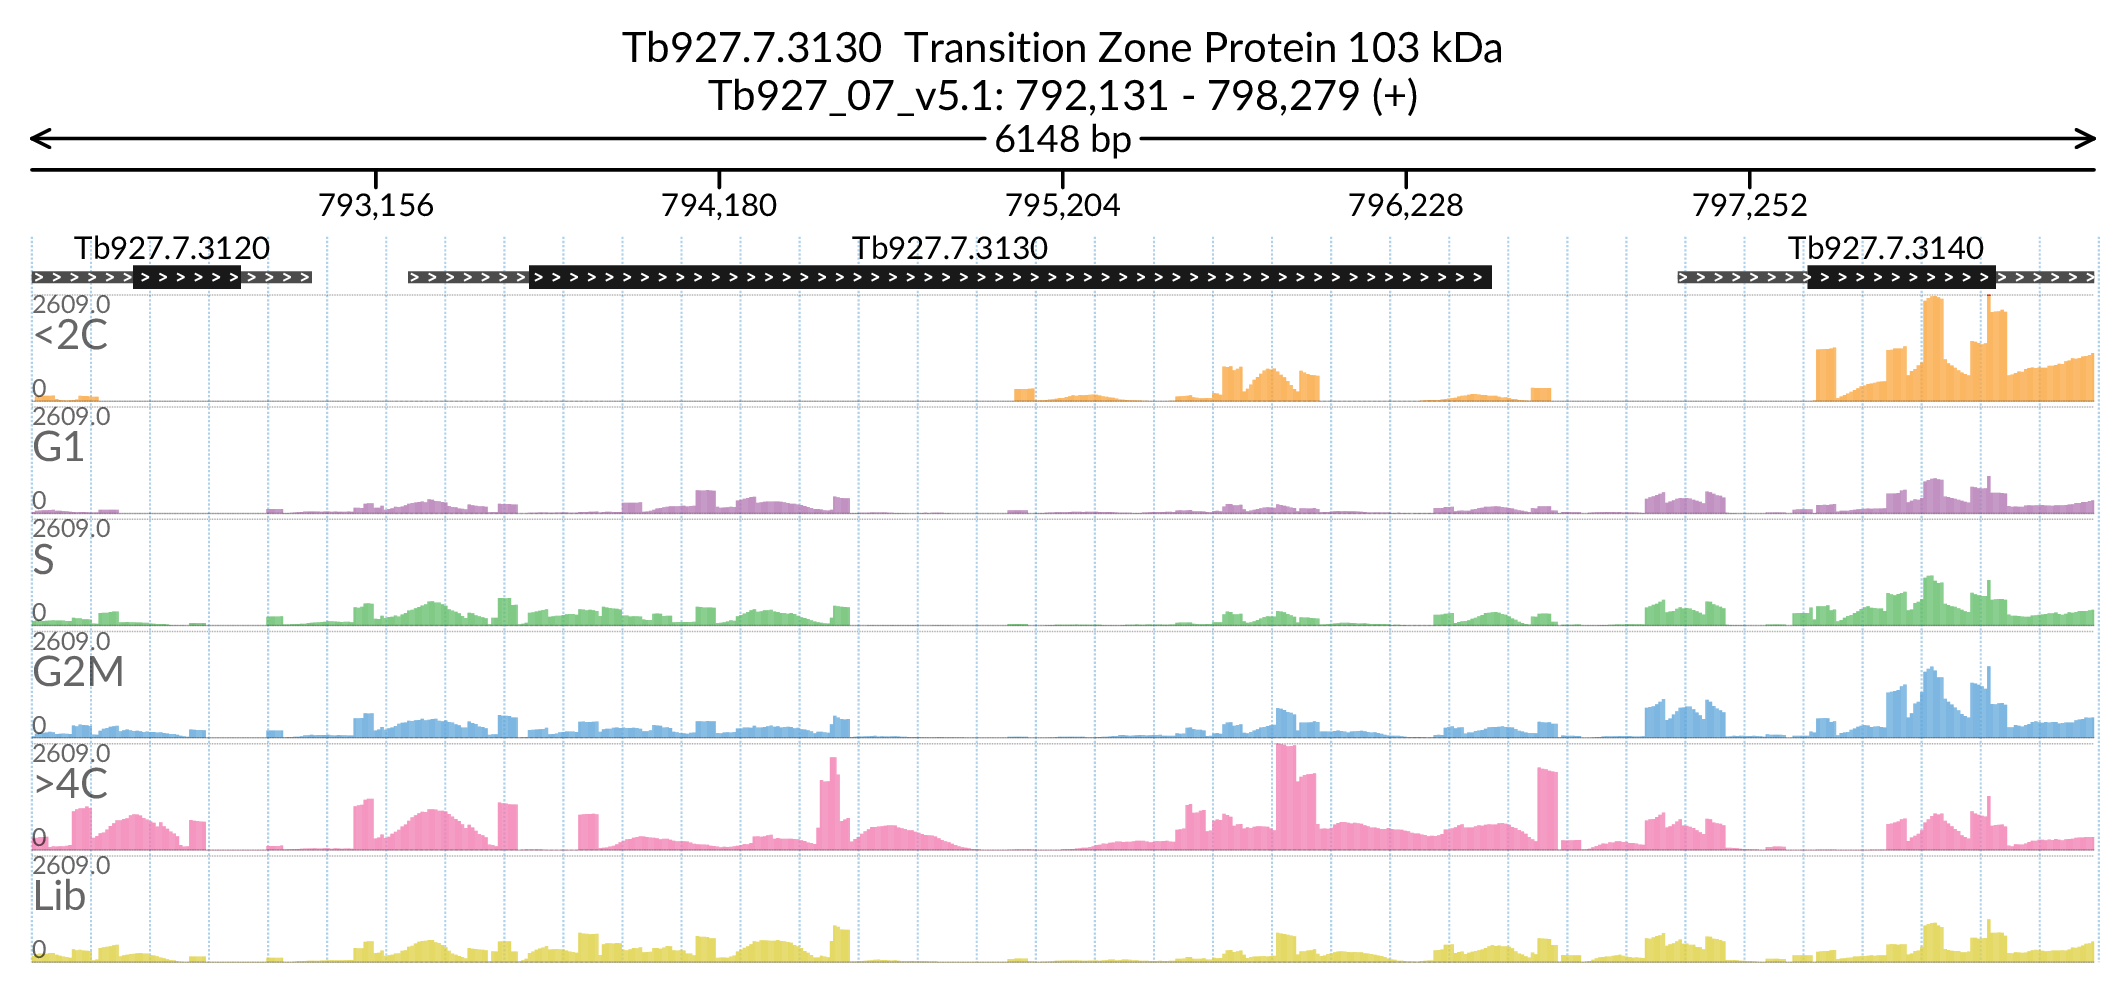 Tb927.7.3130 Transition Zone Protein 103 kDa
Tb927_07_v5.1: 792,131 - 798,279 (+)
6148 bp
793,156 794,180 795,204 796,228 797,252
Tb927.7.3120 Tb927.7.3130 Tb927.7.3140
2609.0
<2C
0
2609.0
G1
0
2609.0
S
0
2609.0
G2M
0
2609.0
>4C
0
2609.0
Lib
0